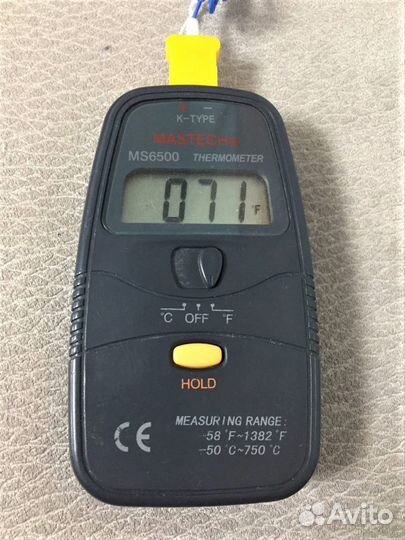 + −
K-TYPE
MASTECH®
MS6500 THERMOMETER
071°F
°C OFF °F
HOLD
MEASURING RANGE:
-58 °F~1382 °F
-50 °C~750 °C
CE
Avito